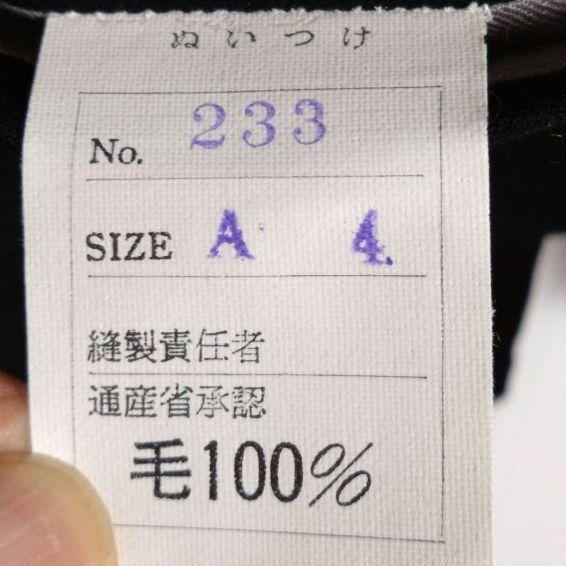 ぬいつけ
No. 233
SIZE A 4.
縫製責任者
通産省承認
毛100%